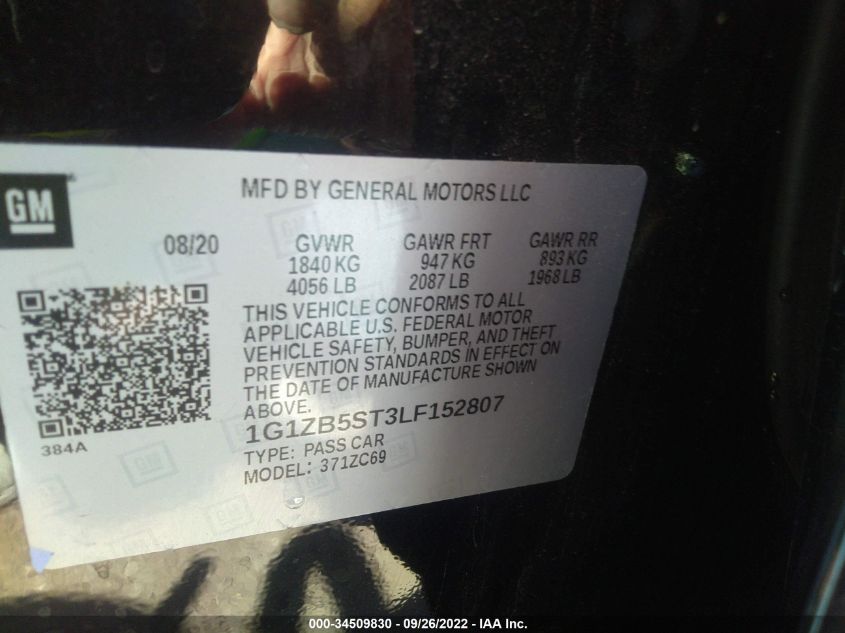 MFD BY GENERAL MOTORS LLC
GM
08/20 GVWR GAWR FRT GAWR RR
1840 KG 947 KG 893 KG
4056 LB 2087 LB 1968 LB
THIS VEHICLE CONFORMS TO ALL
APPLICABLE U.S. FEDERAL MOTOR
VEHICLE SAFETY, BUMPER, AND THEFT
PREVENTION STANDARDS IN EFFECT ON
THE DATE OF MANUFACTURE SHOWN
ABOVE.
384A
1G1ZB5ST3LF152807
TYPE: PASS CAR
MODEL: 371ZC69
000-34509830 - 09/26/2022 - IAA Inc.